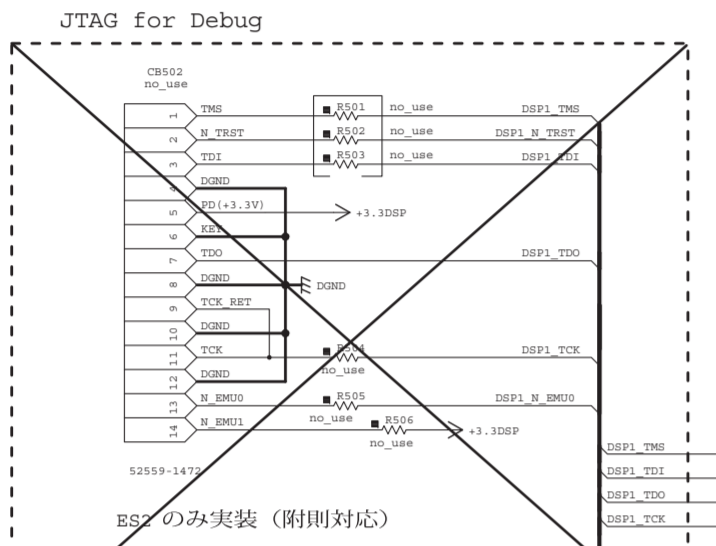 JTAG for Debug
CB502
no_use
1 TMS R501 no_use DSP1_TMS
2 N_TRST R502 no_use DSP1_N_TRST
3 TDI R503 no_use DSP1_TDI
4 DGND
5 PD(+3.3V) +3.3DSP
6 KEY
7 TDO DSP1_TDO
8 DGND DGND
9 TCK_RET
10 DGND
11 TCK R504 DSP1_TCK
no_use
12 DGND
13 N_EMU0 R505 DSP1_N_EMU0
no_use
14 N_EMU1 R506 +3.3DSP
no_use
DSP1_TMS
52559-1472
DSP1_TDI
DSP1_TDO
ES2 のみ実装（附則対応）
DSP1_TCK